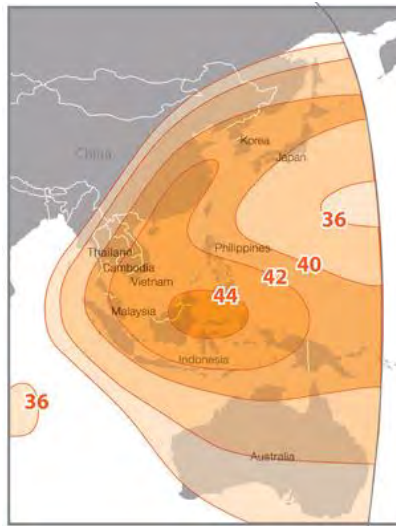 Korea
China
Japan
36
Thailand
Philippines
40
Cambodia
42
Vietnam
44
Malaysia
Indonesia
36
Australia